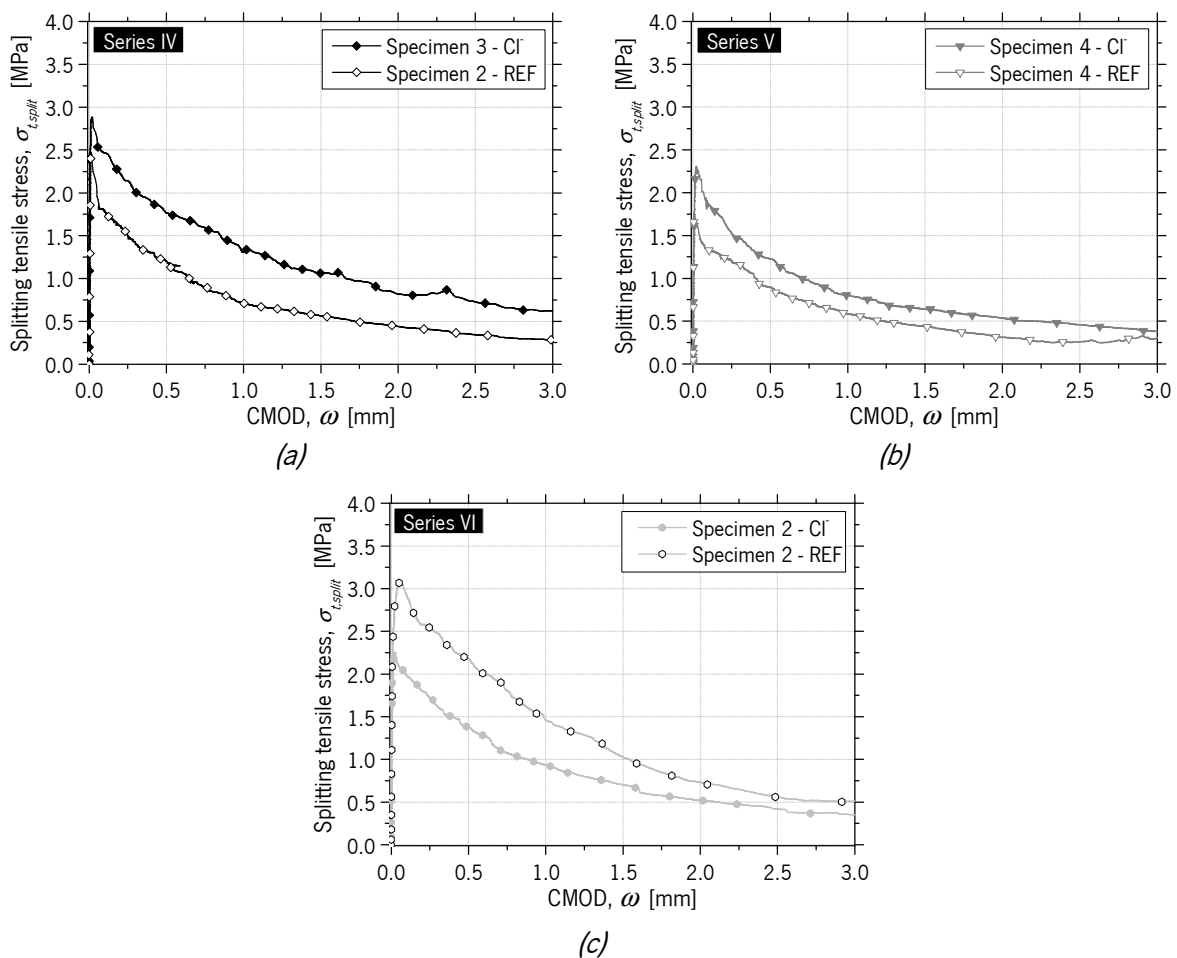 Series IV
Specimen 3 - Cl⁻
Specimen 2 - REF
Splitting tensile stress, σt,split [MPa]
4.0
3.5
3.0
2.5
2.0
1.5
1.0
0.5
0.0
0.0 0.5 1.0 1.5 2.0 2.5 3.0
CMOD, ω [mm]
(a)
Series V
Specimen 4 - Cl⁻
Specimen 4 - REF
Splitting tensile stress, σt,split [MPa]
4.0
3.5
3.0
2.5
2.0
1.5
1.0
0.5
0.0
0.0 0.5 1.0 1.5 2.0 2.5 3.0
CMOD, ω [mm]
(b)
Series VI
Specimen 2 - Cl⁻
Specimen 2 - REF
Splitting tensile stress, σt,split [MPa]
4.0
3.5
3.0
2.5
2.0
1.5
1.0
0.5
0.0
0.0 0.5 1.0 1.5 2.0 2.5 3.0
CMOD, ω [mm]
(c)